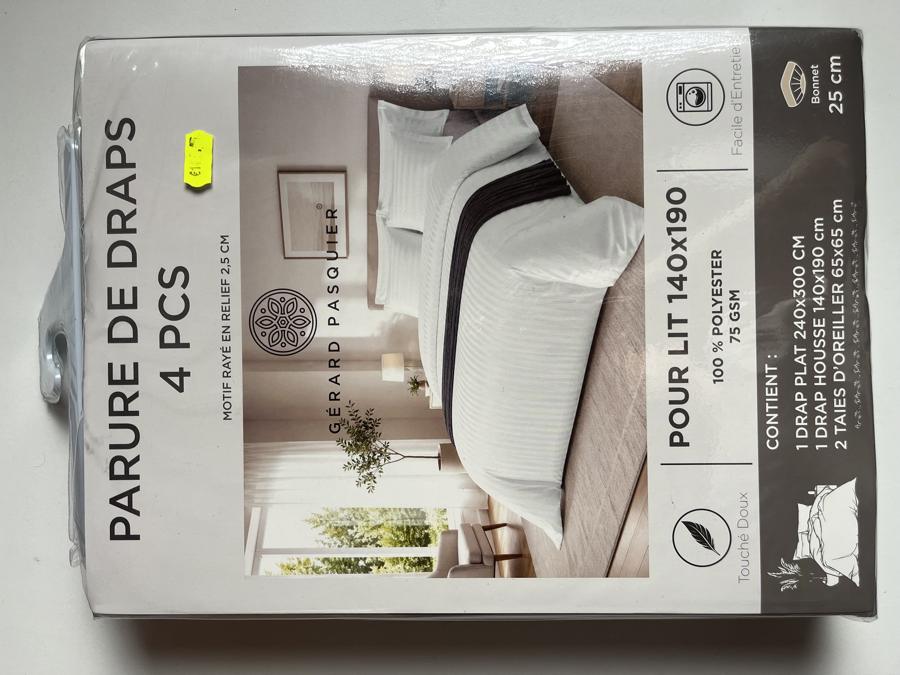 PARURE DE DRAPS
4 PCS
MOTIF RAYÉ EN RELIEF 2,5 CM
GÉRARD PASQUIER
Touché Doux
POUR LIT 140x190
100 % POLYESTER
75 GSM
Facile d'Entretie
CONTIENT :
1 DRAP PLAT 240x300 CM
1 DRAP HOUSSE 140x190 cm
2 TAIES D'OREILLER 65x65 cm
Bonnet
25 cm